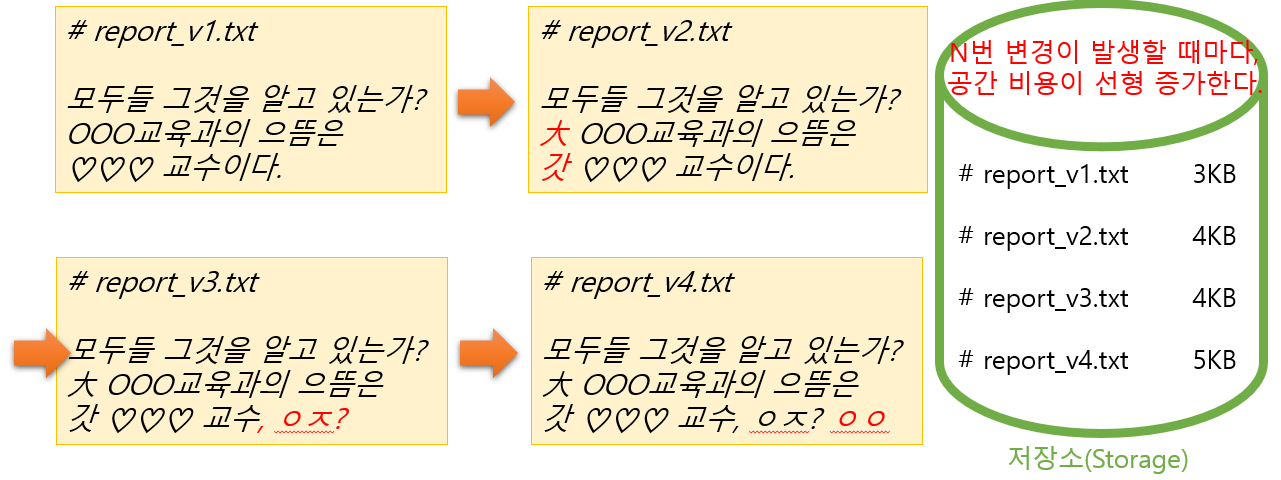 # report_v1.txt
모두들 그것을 알고 있는가?
OOO교육과의 으뜸은
♡♡♡ 교수이다.
# report_v2.txt
모두들 그것을 알고 있는가?
大 OOO교육과의 으뜸은
갓 ♡♡♡ 교수이다.
# report_v3.txt
모두들 그것을 알고 있는가?
大 OOO교육과의 으뜸은
갓 ♡♡♡ 교수, ㅇㅈ?
# report_v4.txt
모두들 그것을 알고 있는가?
大 OOO교육과의 으뜸은
갓 ♡♡♡ 교수, ㅇㅈ? ㅇㅇ
N번 변경이 발생할 때마다,
공간 비용이 선형 증가한다.
# report_v1.txt 3KB
# report_v2.txt 4KB
# report_v3.txt 4KB
# report_v4.txt 5KB
저장소(Storage)